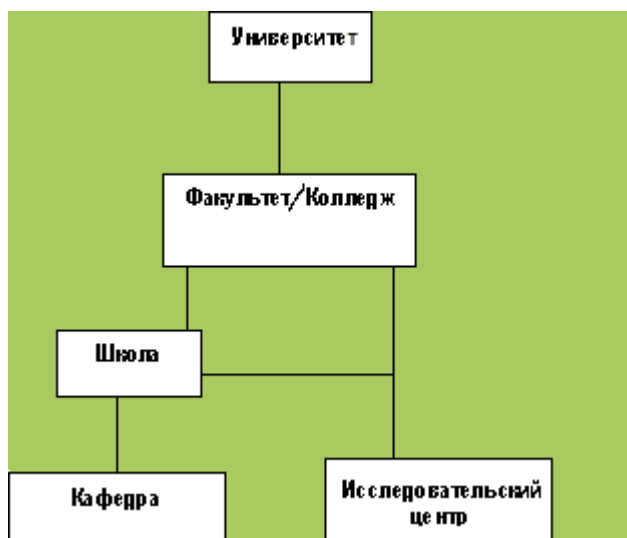 Университет
Факультет/Колледж
Школа
Кафедра
Исследовательский
центр